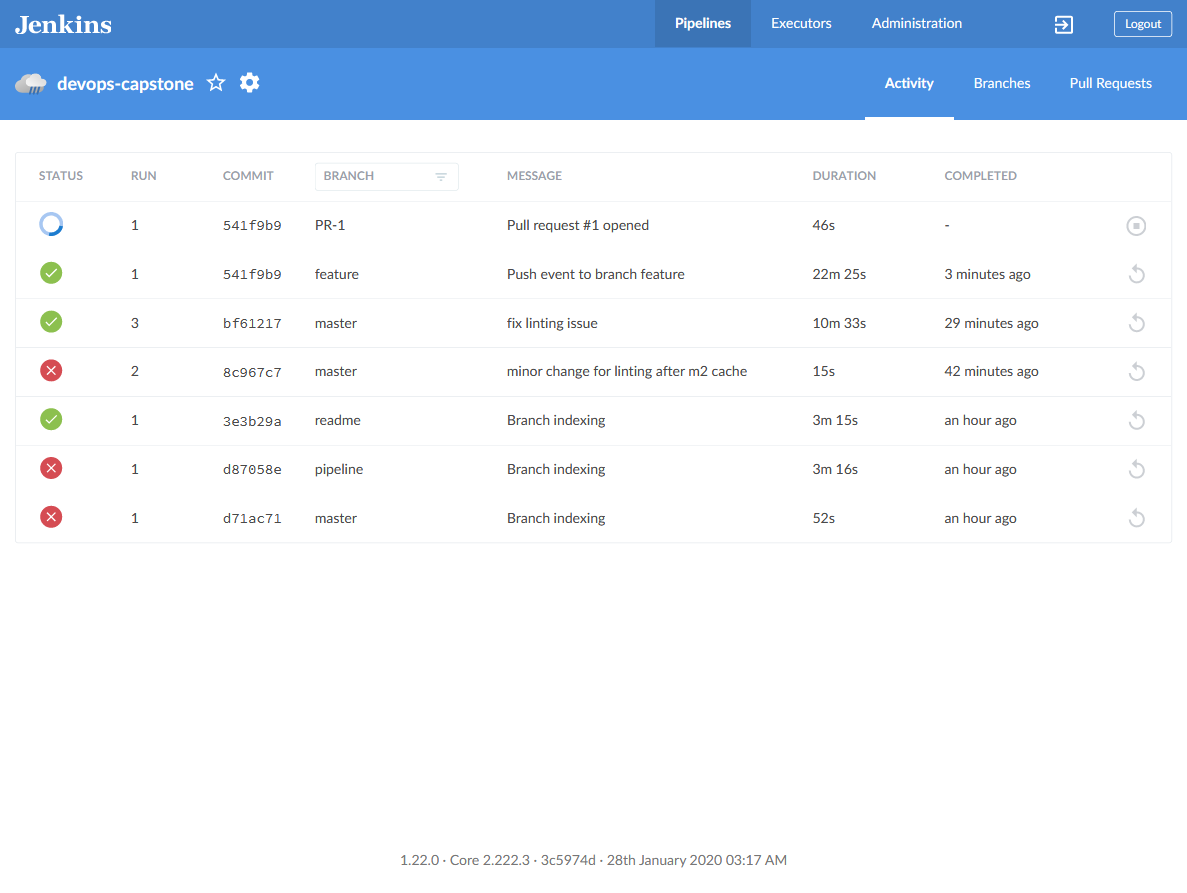 Jenkins Pipelines Executors Administration Logout
devops-capstone Activity Branches Pull Requests
STATUS RUN COMMIT BRANCH MESSAGE DURATION COMPLETED
1 541f9b9 PR-1 Pull request #1 opened 46s -
1 541f9b9 feature Push event to branch feature 22m 25s 3 minutes ago
3 bf61217 master fix linting issue 10m 33s 29 minutes ago
2 8c967c7 master minor change for linting after m2 cache 15s 42 minutes ago
1 3e3b29a readme Branch indexing 3m 15s an hour ago
1 d87058e pipeline Branch indexing 3m 16s an hour ago
1 d71ac71 master Branch indexing 52s an hour ago
1.22.0 · Core 2.222.3 · 3c5974d · 28th January 2020 03:17 AM